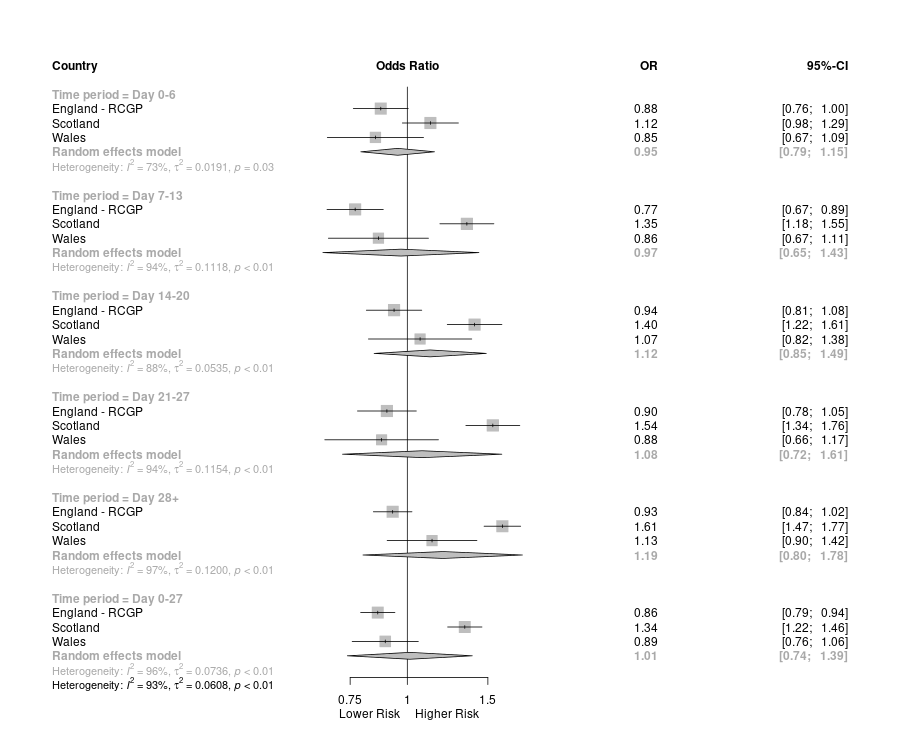 Country Odds Ratio OR 95%-CI
Time period = Day 0-6
England - RCGP 0.88 [0.76; 1.00]
Scotland 1.12 [0.98; 1.29]
Wales 0.85 [0.67; 1.09]
Random effects model 0.95 [0.79; 1.15]
Heterogeneity: I² = 73%, τ² = 0.0191, p = 0.03
Time period = Day 7-13
England - RCGP 0.77 [0.67; 0.89]
Scotland 1.35 [1.18; 1.55]
Wales 0.86 [0.67; 1.11]
Random effects model 0.97 [0.65; 1.43]
Heterogeneity: I² = 94%, τ² = 0.1118, p < 0.01
Time period = Day 14-20
England - RCGP 0.94 [0.81; 1.08]
Scotland 1.40 [1.22; 1.61]
Wales 1.07 [0.82; 1.38]
Random effects model 1.12 [0.85; 1.49]
Heterogeneity: I² = 88%, τ² = 0.0535, p < 0.01
Time period = Day 21-27
England - RCGP 0.90 [0.78; 1.05]
Scotland 1.54 [1.34; 1.76]
Wales 0.88 [0.66; 1.17]
Random effects model 1.08 [0.72; 1.61]
Heterogeneity: I² = 94%, τ² = 0.1154, p < 0.01
Time period = Day 28+
England - RCGP 0.93 [0.84; 1.02]
Scotland 1.61 [1.47; 1.77]
Wales 1.13 [0.90; 1.42]
Random effects model 1.19 [0.80; 1.78]
Heterogeneity: I² = 97%, τ² = 0.1200, p < 0.01
Time period = Day 0-27
England - RCGP 0.86 [0.79; 0.94]
Scotland 1.34 [1.22; 1.46]
Wales 0.89 [0.76; 1.06]
Random effects model 1.01 [0.74; 1.39]
Heterogeneity: I² = 96%, τ² = 0.0736, p < 0.01
Heterogeneity: I² = 93%, τ² = 0.0608, p < 0.01
0.75 1 1.5
Lower Risk Higher Risk